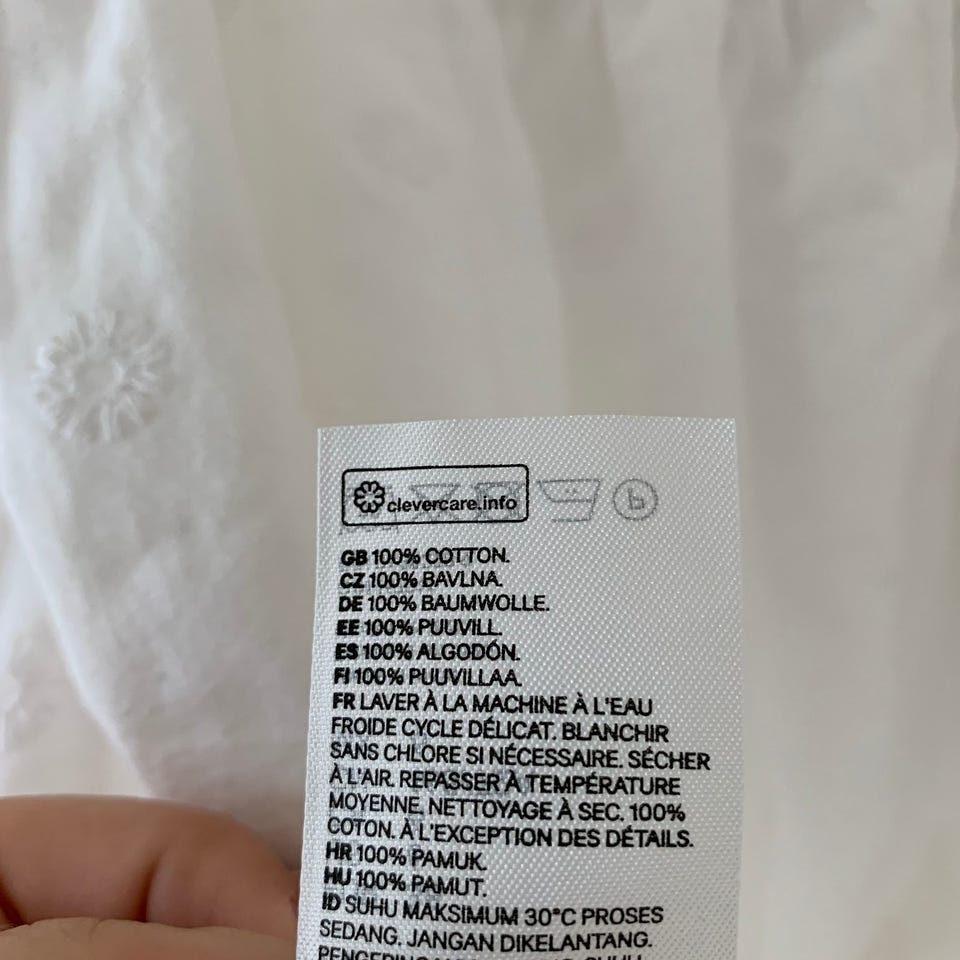 clevercare.info
GB 100% COTTON.
CZ 100% BAVLNA.
DE 100% BAUMWOLLE.
EE 100% PUUVILL.
ES 100% ALGODÓN.
FI 100% PUUVILLAA.
FR LAVER À LA MACHINE À L'EAU
FROIDE CYCLE DÉLICAT. BLANCHIR
SANS CHLORE SI NÉCESSAIRE. SÉCHER
À L'AIR. REPASSER À TEMPÉRATURE
MOYENNE. NETTOYAGE À SEC. 100%
COTON. À L'EXCEPTION DES DÉTAILS.
HR 100% PAMUK.
HU 100% PAMUT.
ID SUHU MAKSIMUM 30°C PROSES
SEDANG. JANGAN DIKELANTANG.